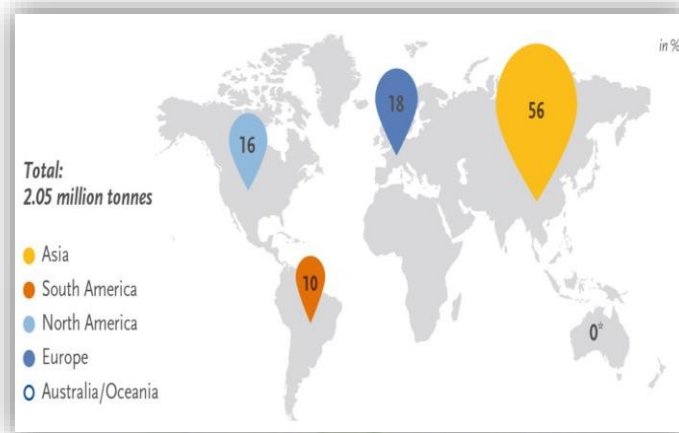 in %
18
56
16
Total:
2.05 million tonnes
Asia
South America
10
North America
0*
Europe
Australia/Oceania